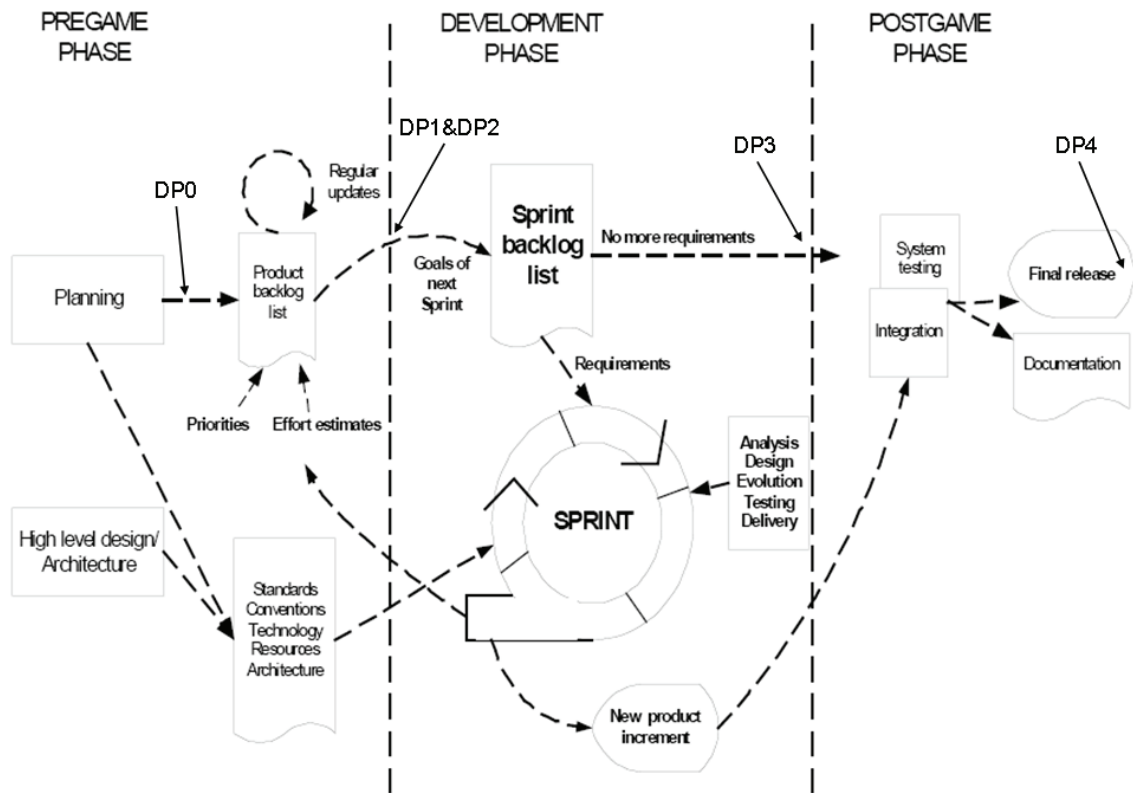 PREGAME
PHASE
DEVELOPMENT
PHASE
POSTGAME
PHASE
DP1&DP2
DP3
DP4
DP0
Regular
updates
Planning
Product
backlog
list
Goals of
next
Sprint
Sprint
backlog
list
No more requirements
System
testing
Integration
Final release
Documentation
Priorities
Effort estimates
Requirements
SPRINT
Analysis
Design
Evolution
Testing
Delivery
High level design/
Architecture
Standards
Conventions
Technology
Resources
Architecture
New product
increment